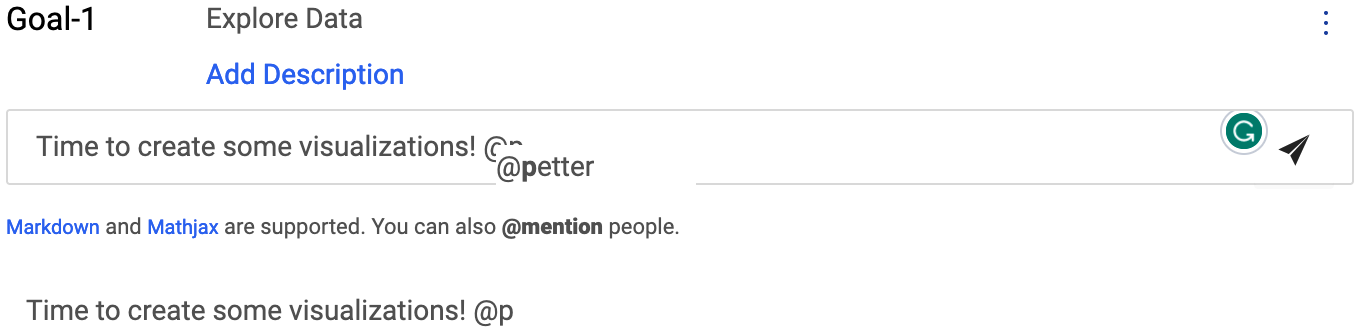 Goal-1 Explore Data
Add Description
Time to create some visualizations! @p
@petter
Markdown and Mathjax are supported. You can also @mention people.
Time to create some visualizations! @p